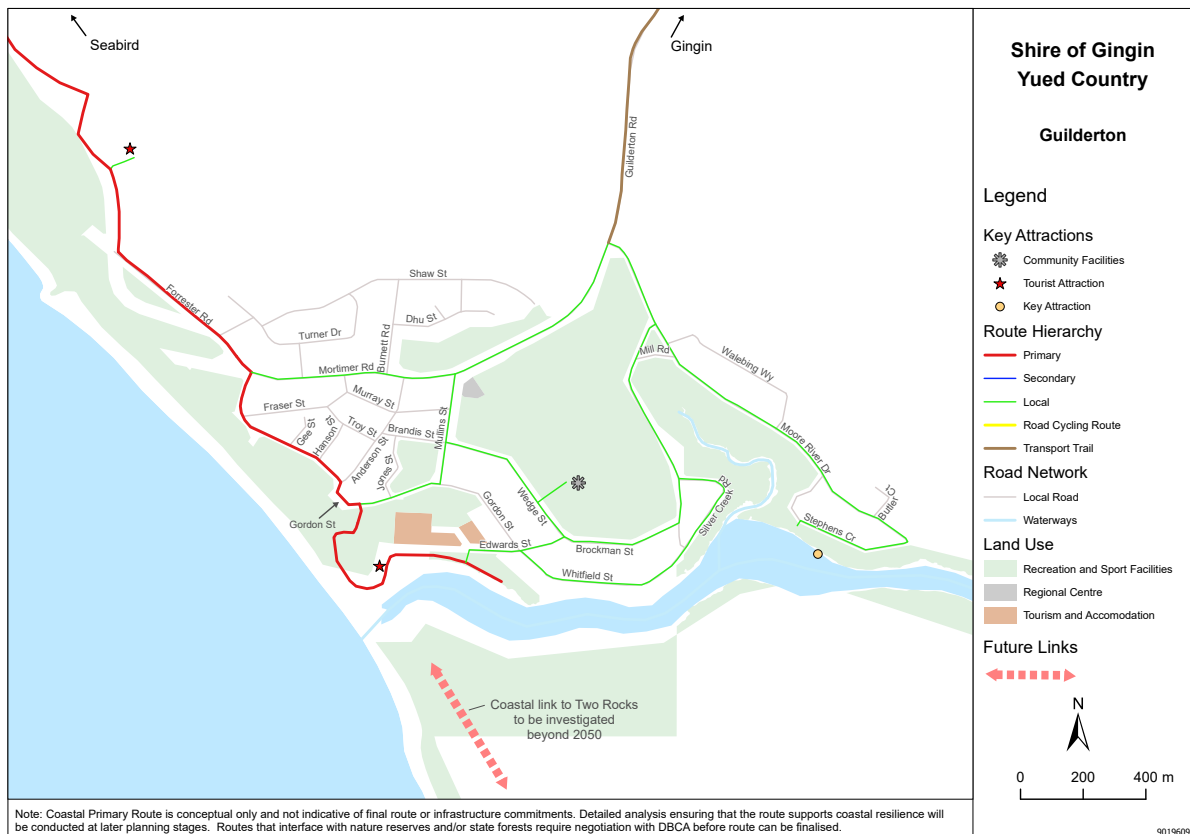 Seabird
Gingin
Guilderton Rd
Forrester Rd
Shaw St
Dhu St
Turner Dr
Burnett Rd
Mortimer Rd
Mill Rd
Walebing Wy
Murray St
Fraser St
Gee St
Hanson St
Troy St
Brandis St
Mullins St
Anderson St
Jones St
Moore River Dr
Gordon St
Gordon St
Wedge St
Silver Creek Rd
Butler Ct
Stephens Cr
Edwards St
Brockman St
Whitfield St
Coastal link to Two Rocks
to be investigated
beyond 2050
Shire of Gingin
Yued Country
Guilderton
Legend
Key Attractions
Community Facilities
Tourist Attraction
Key Attraction
Route Hierarchy
Primary
Secondary
Local
Road Cycling Route
Transport Trail
Road Network
Local Road
Waterways
Land Use
Recreation and Sport Facilities
Regional Centre
Tourism and Accomodation
Future Links
N
0 200 400 m
Note: Coastal Primary Route is conceptual only and not indicative of final route or infrastructure commitments. Detailed analysis ensuring that the route supports coastal resilience will
be conducted at later planning stages. Routes that interface with nature reserves and/or state forests require negotiation with DBCA before route can be finalised.
9019609